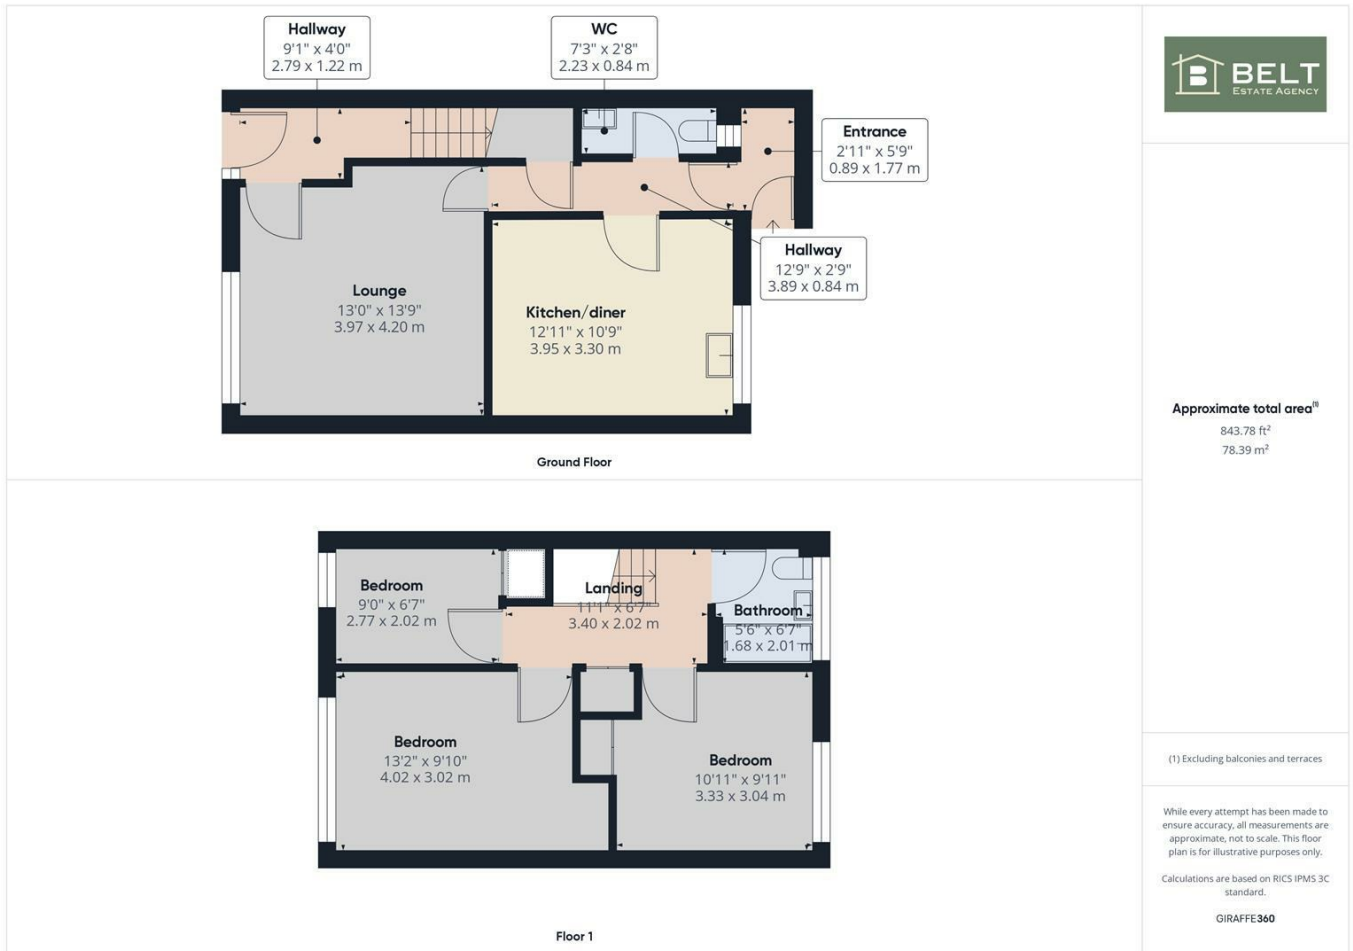 Hallway
9'1" x 4'0"
2.79 x 1.22 m
WC
7'3" x 2'8"
2.23 x 0.84 m
Entrance
2'11" x 5'9"
0.89 x 1.77 m
Hallway
12'9" x 2'9"
3.89 x 0.84 m
Lounge
13'0" x 13'9"
3.97 x 4.20 m
Kitchen/diner
12'11" x 10'9"
3.95 x 3.30 m
Ground Floor
Bedroom
9'0" x 6'7"
2.77 x 2.02 m
Landing
11'1" x 6'7"
3.40 x 2.02 m
Bathroom
5'6" x 6'7"
1.68 x 2.01 m
Bedroom
13'2" x 9'10"
4.02 x 3.02 m
Bedroom
10'11" x 9'11"
3.33 x 3.04 m
Floor 1
B BELT
ESTATE AGENCY
Approximate total area(1)
843.78 ft²
78.39 m²
(1) Excluding balconies and terraces
While every attempt has been made to
ensure accuracy, all measurements are
approximate, not to scale. This floor
plan is for illustrative purposes only.
Calculations are based on RICS IPMS 3C
standard.
GIRAFFE360